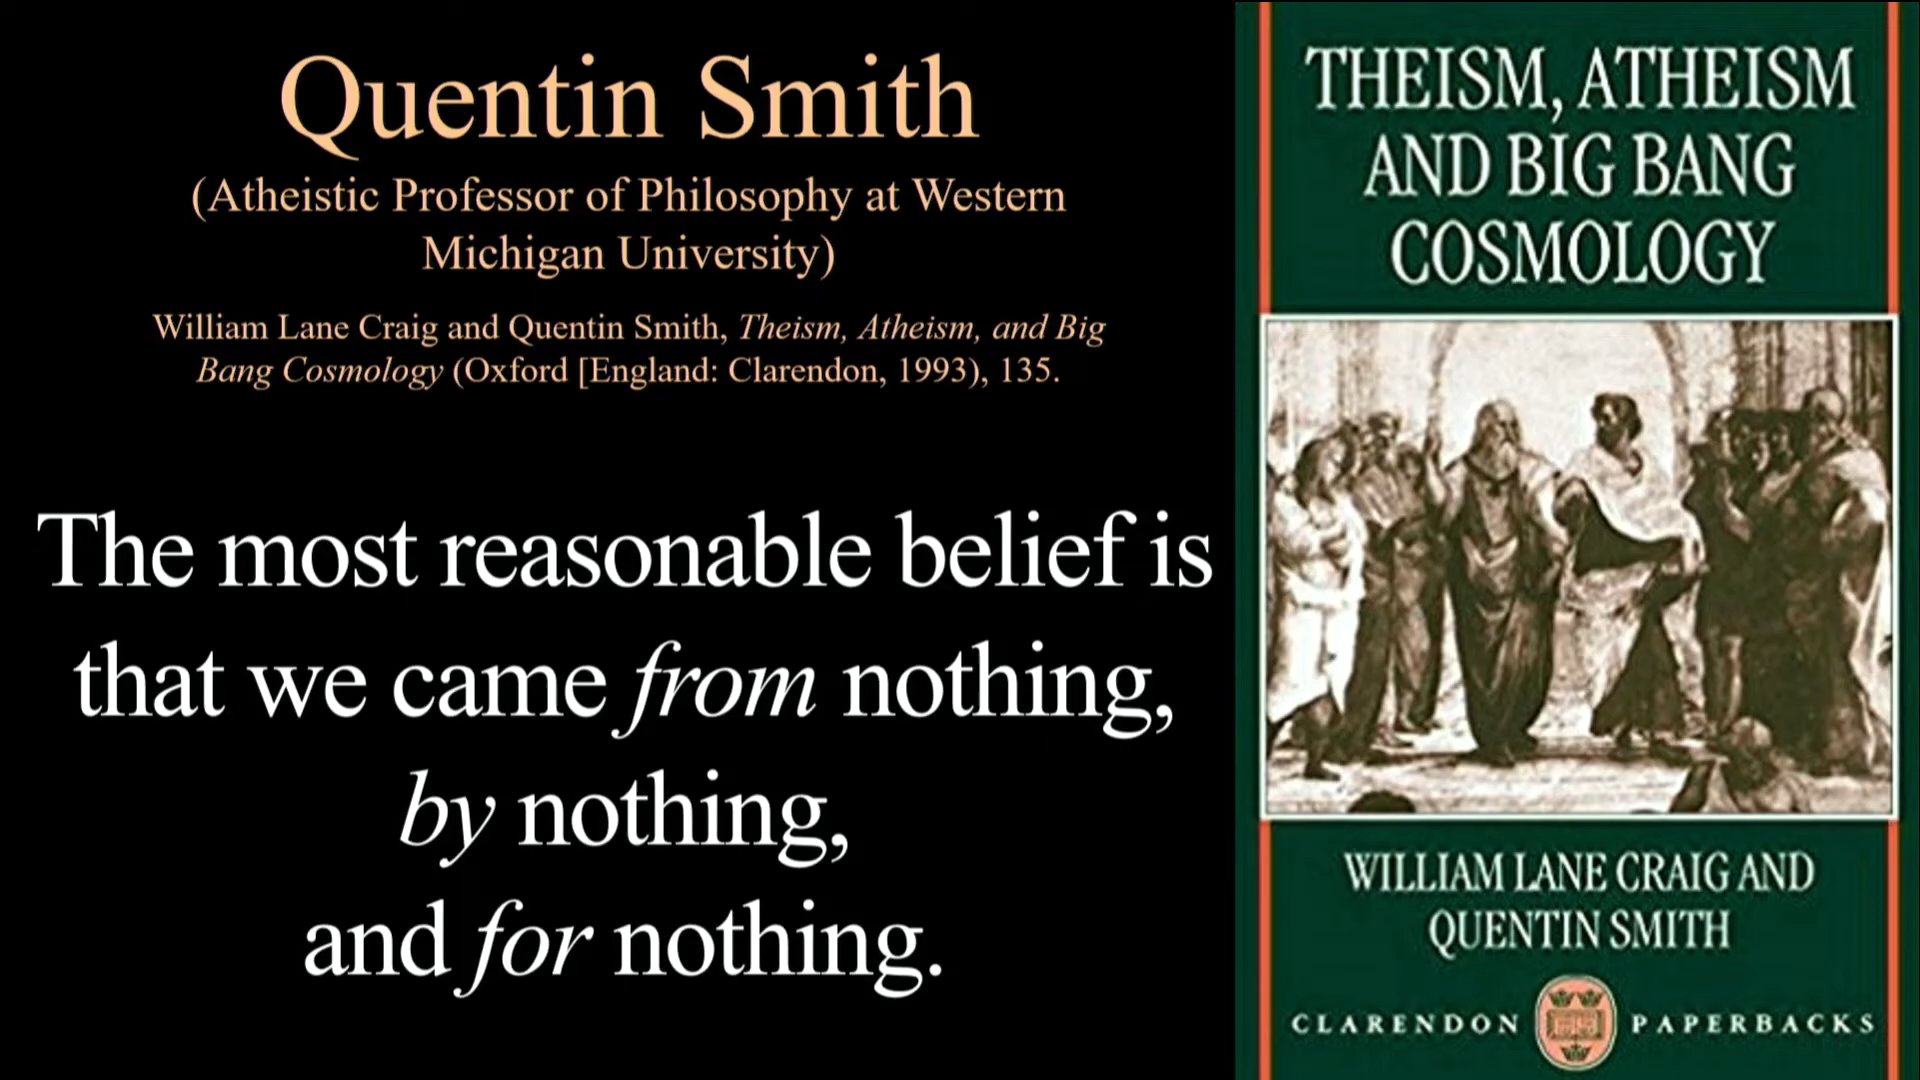 Quentin Smith
(Atheistic Professor of Philosophy at Western
Michigan University)
William Lane Craig and Quentin Smith, Theism, Atheism, and Big
Bang Cosmology (Oxford [England: Clarendon, 1993), 135.
The most reasonable belief is
that we came from nothing,
by nothing,
and for nothing.
THEISM, ATHEISM
AND BIG BANG
COSMOLOGY
WILLIAM LANE CRAIG AND
QUENTIN SMITH
CLARENDON PAPERBACKS